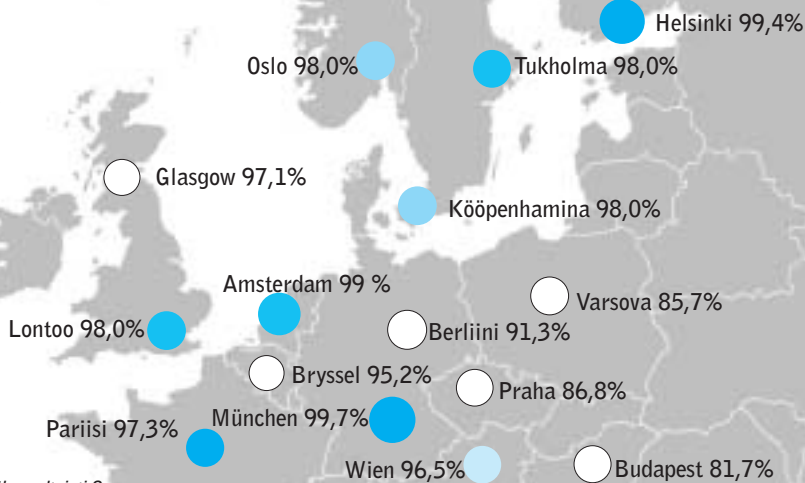 Helsinki 99,4%
Oslo 98,0%
Tukholma 98,0%
Glasgow 97,1%
Kööpenhamina 98,0%
Amsterdam 99 %
Varsova 85,7%
Lontoo 98,0%
Berliini 91,3%
Bryssel 95,2%
Praha 86,8%
München 99,7%
Pariisi 97,3%
Wien 96,5%
Budapest 81,7%